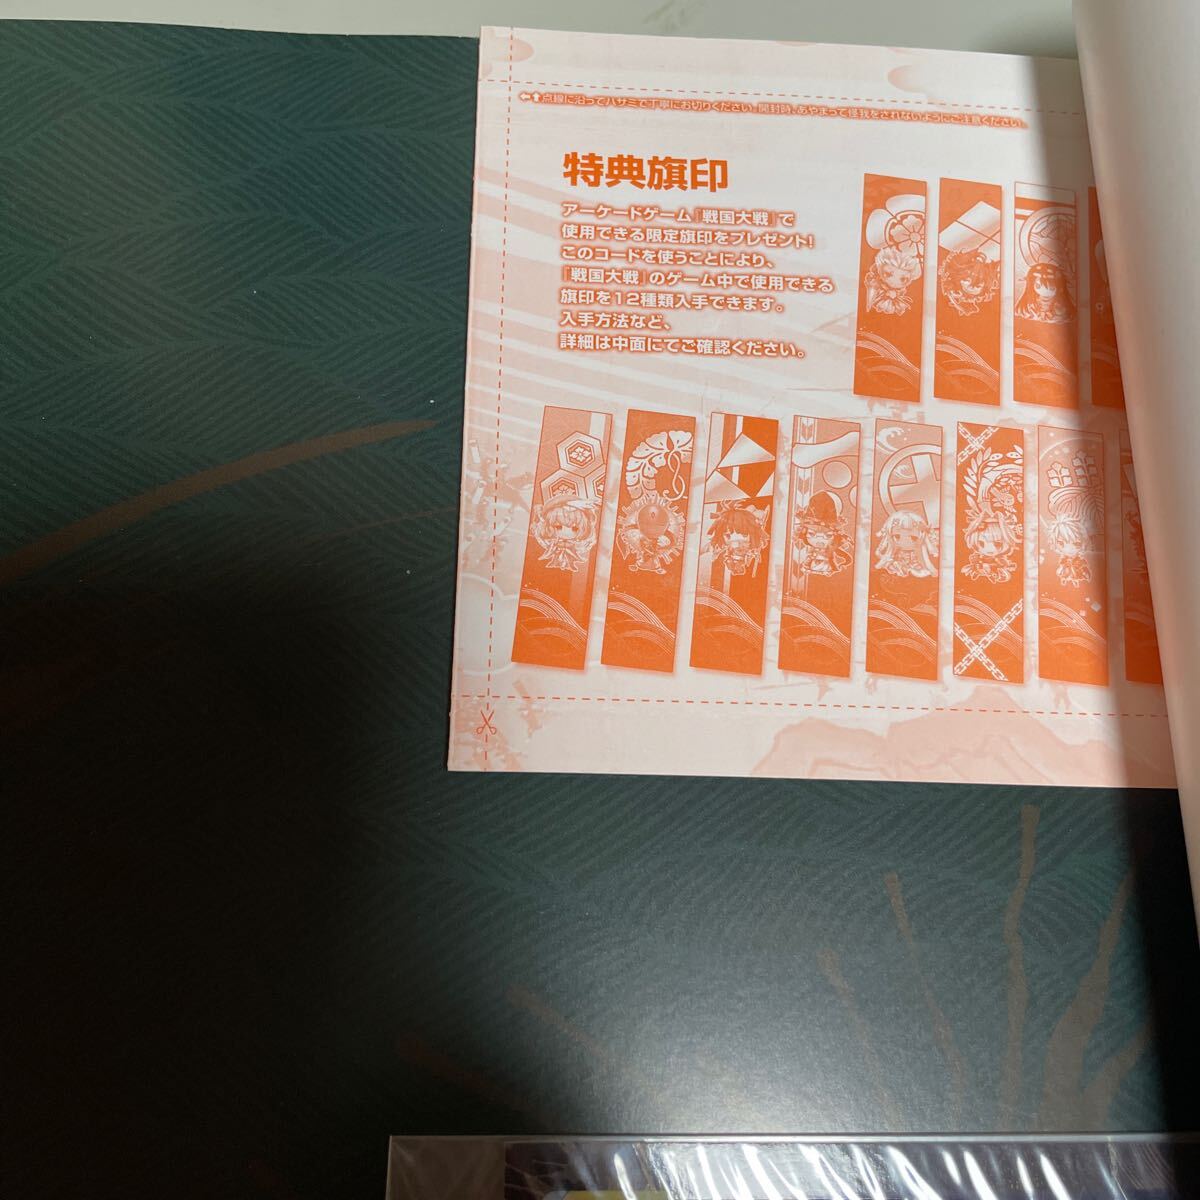 ←↑点線に沿ってハサミで丁寧にお切りください。開封時、あやまって怪我をされないようにご注意ください。
特典旗印
アーケードゲーム『戦国大戦』で
使用できる限定旗印をプレゼント!
このコードを使うことにより、
『戦国大戦』のゲーム中で使用できる
旗印を12種類入手できます。
入手方法など、
詳細は中面にてご確認ください。